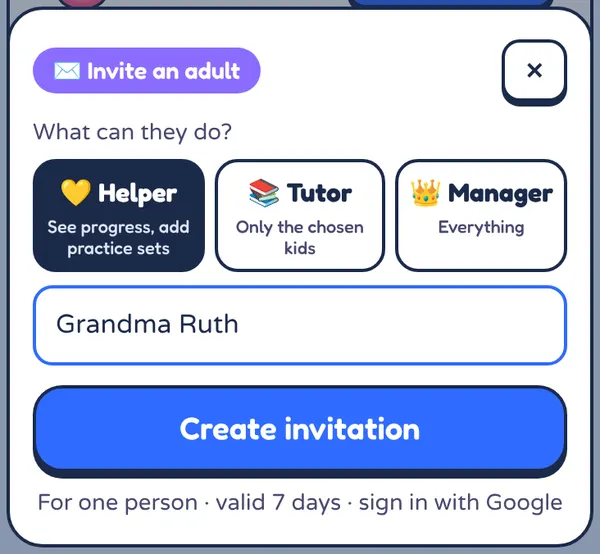 ✉️ Invite an adult
×
What can they do?
💛 Helper
See progress, add
practice sets
📚 Tutor
Only the chosen
kids
👑 Manager
Everything
Grandma Ruth
Create invitation
For one person · valid 7 days · sign in with Google